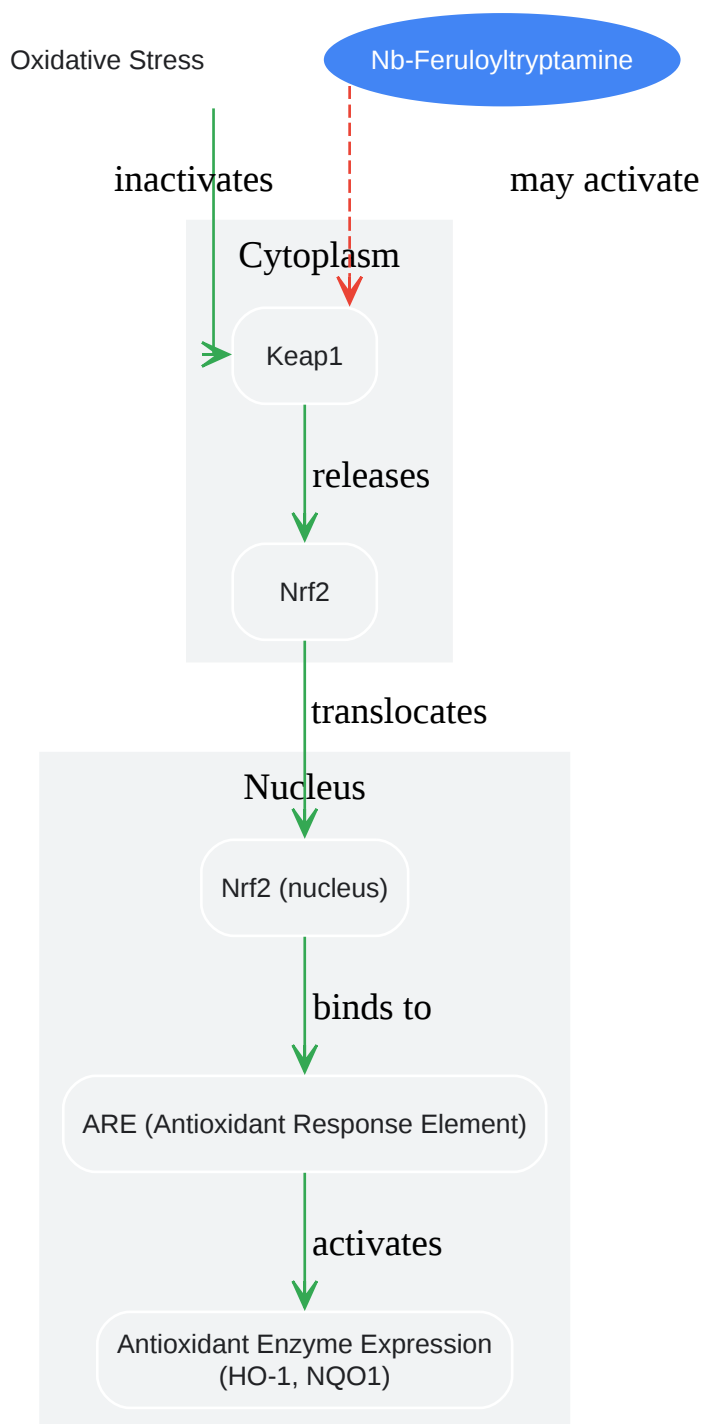 Oxidative Stress
Nb-Feruloyltryptamine
inactivates
may activate
Cytoplasm
Keap1
releases
Nrf2
translocates
Nucleus
Nrf2 (nucleus)
binds to
ARE (Antioxidant Response Element)
activates
Antioxidant Enzyme Expression
(HO-1, NQO1)